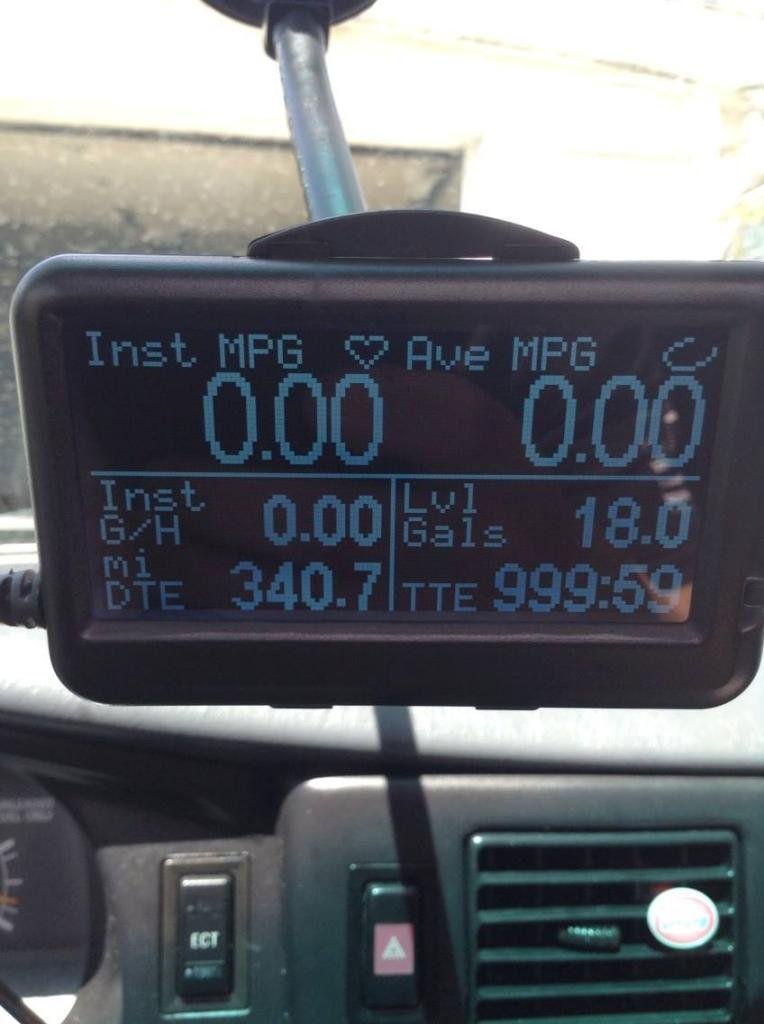 Inst MPG ♡ Ave MPG
0.00 0.00
Inst G/H 0.00 Lvl Gals 18.0
mi DTE 340.7 TTE 999:59
ECT